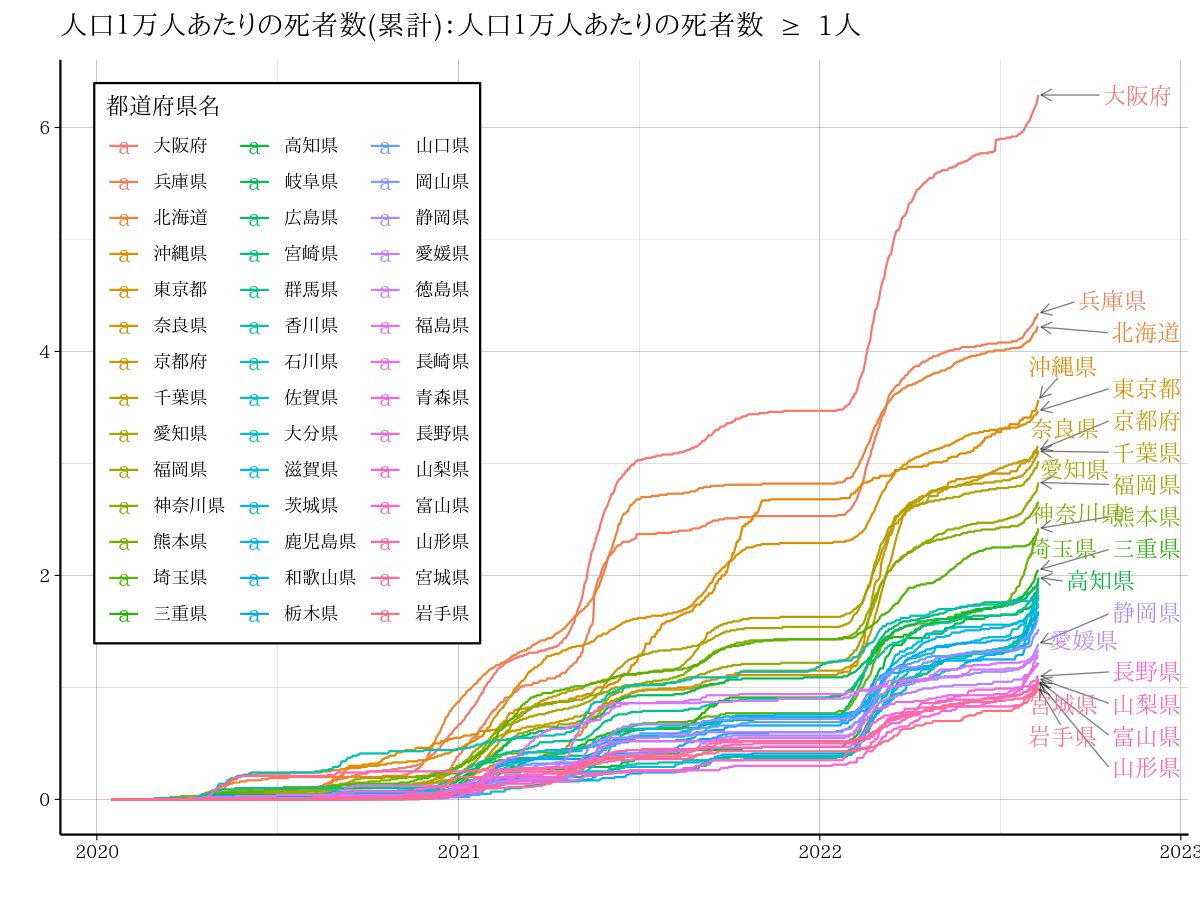 人口1万人あたりの死者数(累計):人口1万人あたりの死者数 ≥ 1人
都道府県名
a 大阪府 a 高知県 a 山口県
a 兵庫県 a 岐阜県 a 岡山県
a 北海道 a 広島県 a 静岡県
a 沖縄県 a 宮崎県 a 愛媛県
a 東京都 a 群馬県 a 徳島県
a 奈良県 a 香川県 a 福島県
a 京都府 a 石川県 a 長崎県
a 千葉県 a 佐賀県 a 青森県
a 愛知県 a 大分県 a 長野県
a 福岡県 a 滋賀県 a 山梨県
a 神奈川県 a 茨城県 a 富山県
a 熊本県 a 鹿児島県 a 山形県
a 埼玉県 a 和歌山県 a 宮城県
a 三重県 a 栃木県 a 岩手県
6
4
2
0
大阪府
兵庫県
北海道
沖縄県
東京都
京都府
奈良県
千葉県
愛知県
福岡県
神奈川県
熊本県
埼玉県
三重県
高知県
静岡県
愛媛県
長野県
宮城県
山梨県
岩手県
富山県
山形県
2020
2021
2022
2023